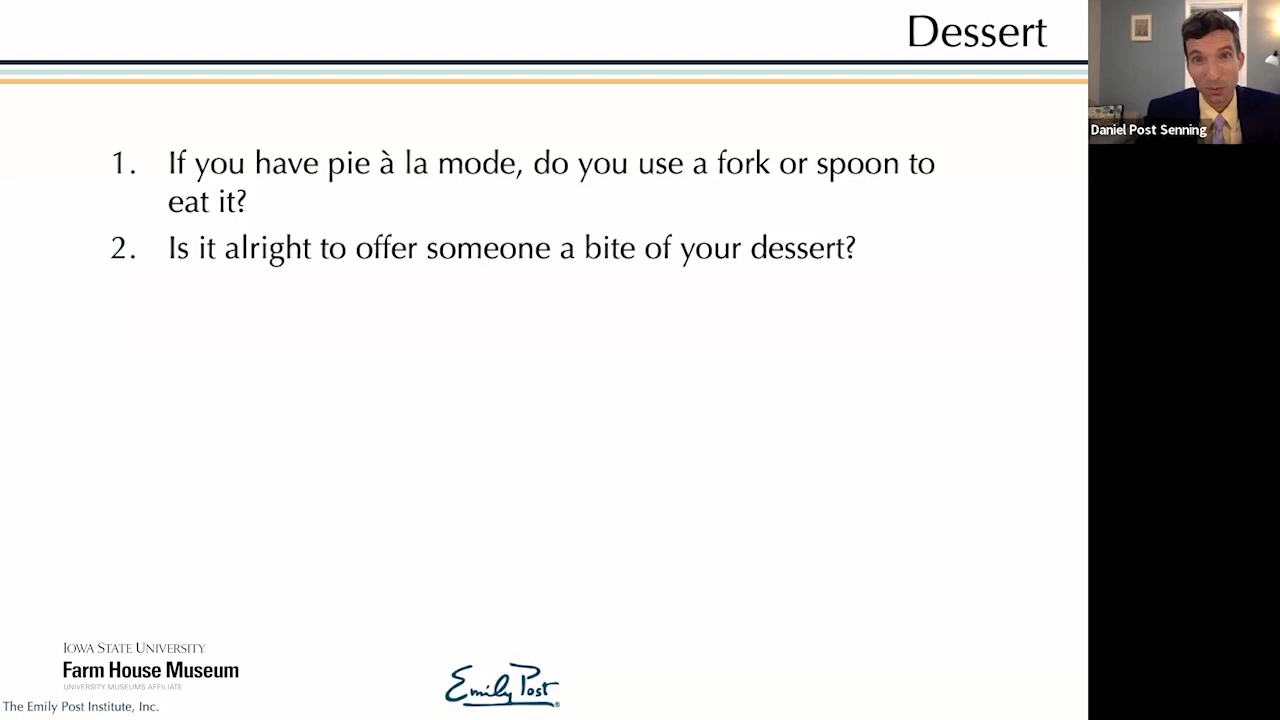 Dessert
Daniel Post Senning
1. If you have pie à la mode, do you use a fork or spoon to
eat it?
2. Is it alright to offer someone a bite of your dessert?
IOWA STATE UNIVERSITY
Farm House Museum
UNIVERSITY MUSEUMS AFFILIATE
Emily Post®
The Emily Post Institute, Inc.